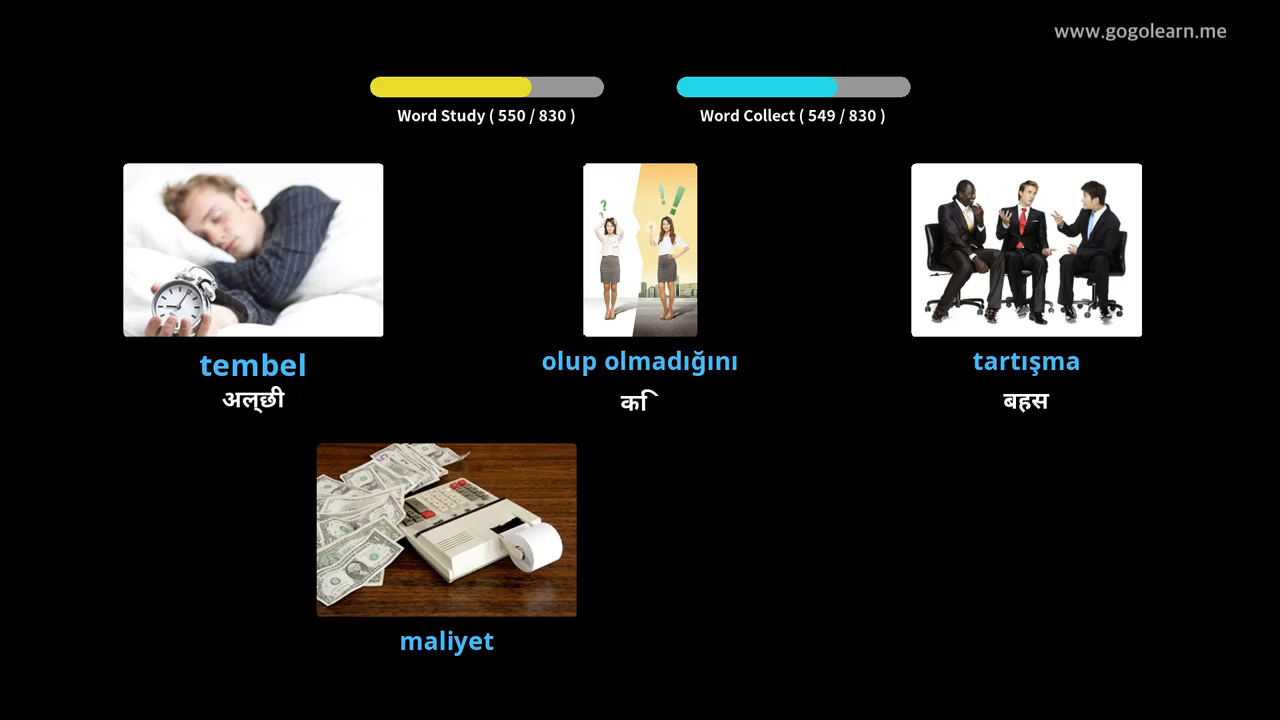 www.gogolearn.me
Word Study ( 550 / 830 )
Word Collect ( 549 / 830 )
tembel
अल्छी
olup olmadığını
कि
tartışma
बहस
maliyet